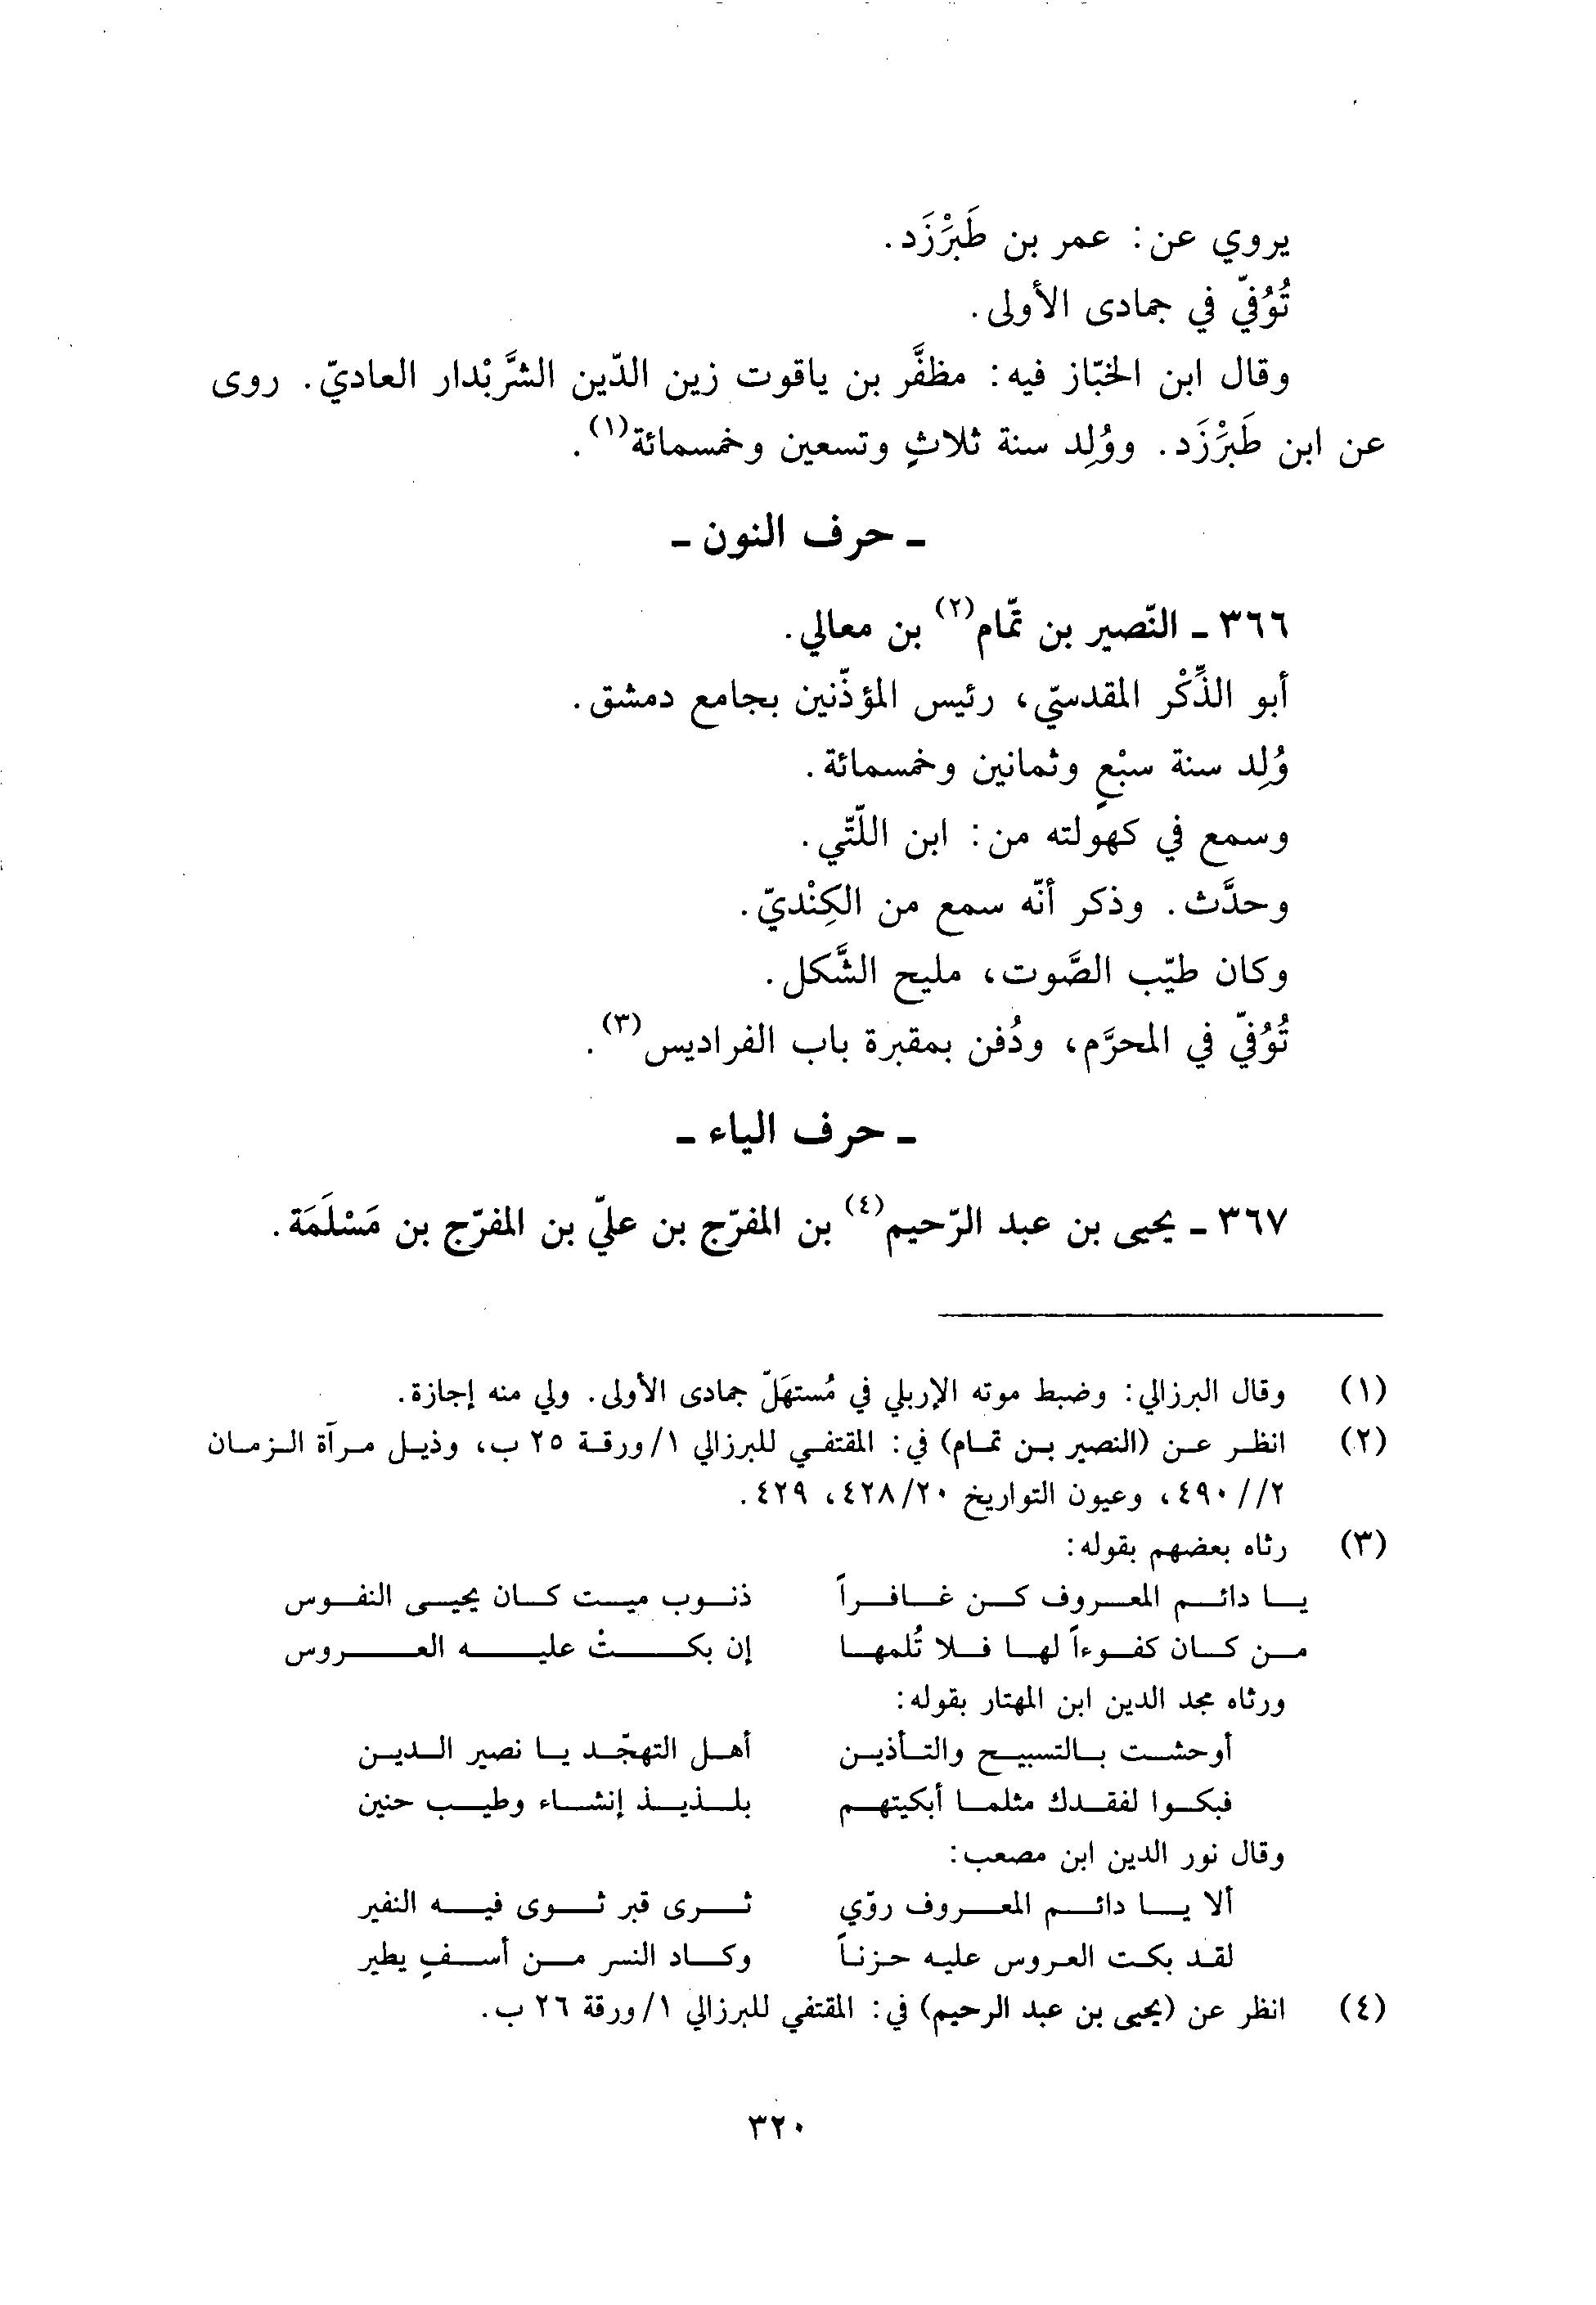 يروي عن: عمر بن طَبَرْزَد.
تُوُفّي في جمادى الأولى.
وقال ابن الخبّاز فيه: مظفَّر بن ياقوت زين الدّين الشَّرَبْدار العاديّ. روى
عن ابن طَبَرْزَد. ووُلِد سنة ثلاثٍ وتسعين وخمسمائة(١).
- حرف النون -
٣٦٦ - النّصير بن تمّام(٢) بن معالي.
أبو الذِّكْر المقدسيّ، رئيس المؤذّنين بجامع دمشق.
وُلِد سنة سبْعٍ وثمانين وخمسمائة.
وسمع في كهولته من: ابن اللّتّي.
وحدَّث. وذكر أنّه سمع من الكِنْديّ.
وكان طيّب الصَّوت، مليح الشَّكل.
تُوُفّي في المحرَّم، ودُفن بمقبرة باب الفراديس(٣).
- حرف الياء -
٣٦٧ - يحيى بن عبد الرّحيم(٤) بن المفرّج بن عليّ بن المفرّج بن مَسْلَمَة.
(١) وقال البرزالي: وضبط موته الإربلي في مُستهَلّ جمادى الأولى. ولي منه إجازة.
(٢) انظر عن (النصير بن تمام) في: المقتفي للبرزالي ١/ورقة ٢٥ ب، وذيل مرآة الزمان
٢//٤٩٠، وعيون التواريخ ٤٢٨/٢٠، ٤٢٩.
(٣) رثاه بعضهم بقوله:
يا دائم المعروف كن غافراً ذنوب ميت كان يحيى النفوس
من كان كفوءاً لها فلا تُلمها إن بكتْ عليه العروس
ورثاه مجد الدين ابن المهتار بقوله:
أوحشت بالتسبيح والتأذين أهل التهجّد يا نصير الدين
فبكوا لفقدك مثلما أبكيتهم بلذيذ إنشاء وطيب حنين
وقال نور الدين ابن مصعب:
ألا يا دائم المعروف روّي ثرى قبر ثوى فيه النفير
لقد بكت العروس عليه حزناً وكاد النسر من أسفٍ يطير
(٤) انظر عن (يحيى بن عبد الرحيم) في: المقتفي للبرزالي ١/ورقة ٢٦ ب.
٣٢٠